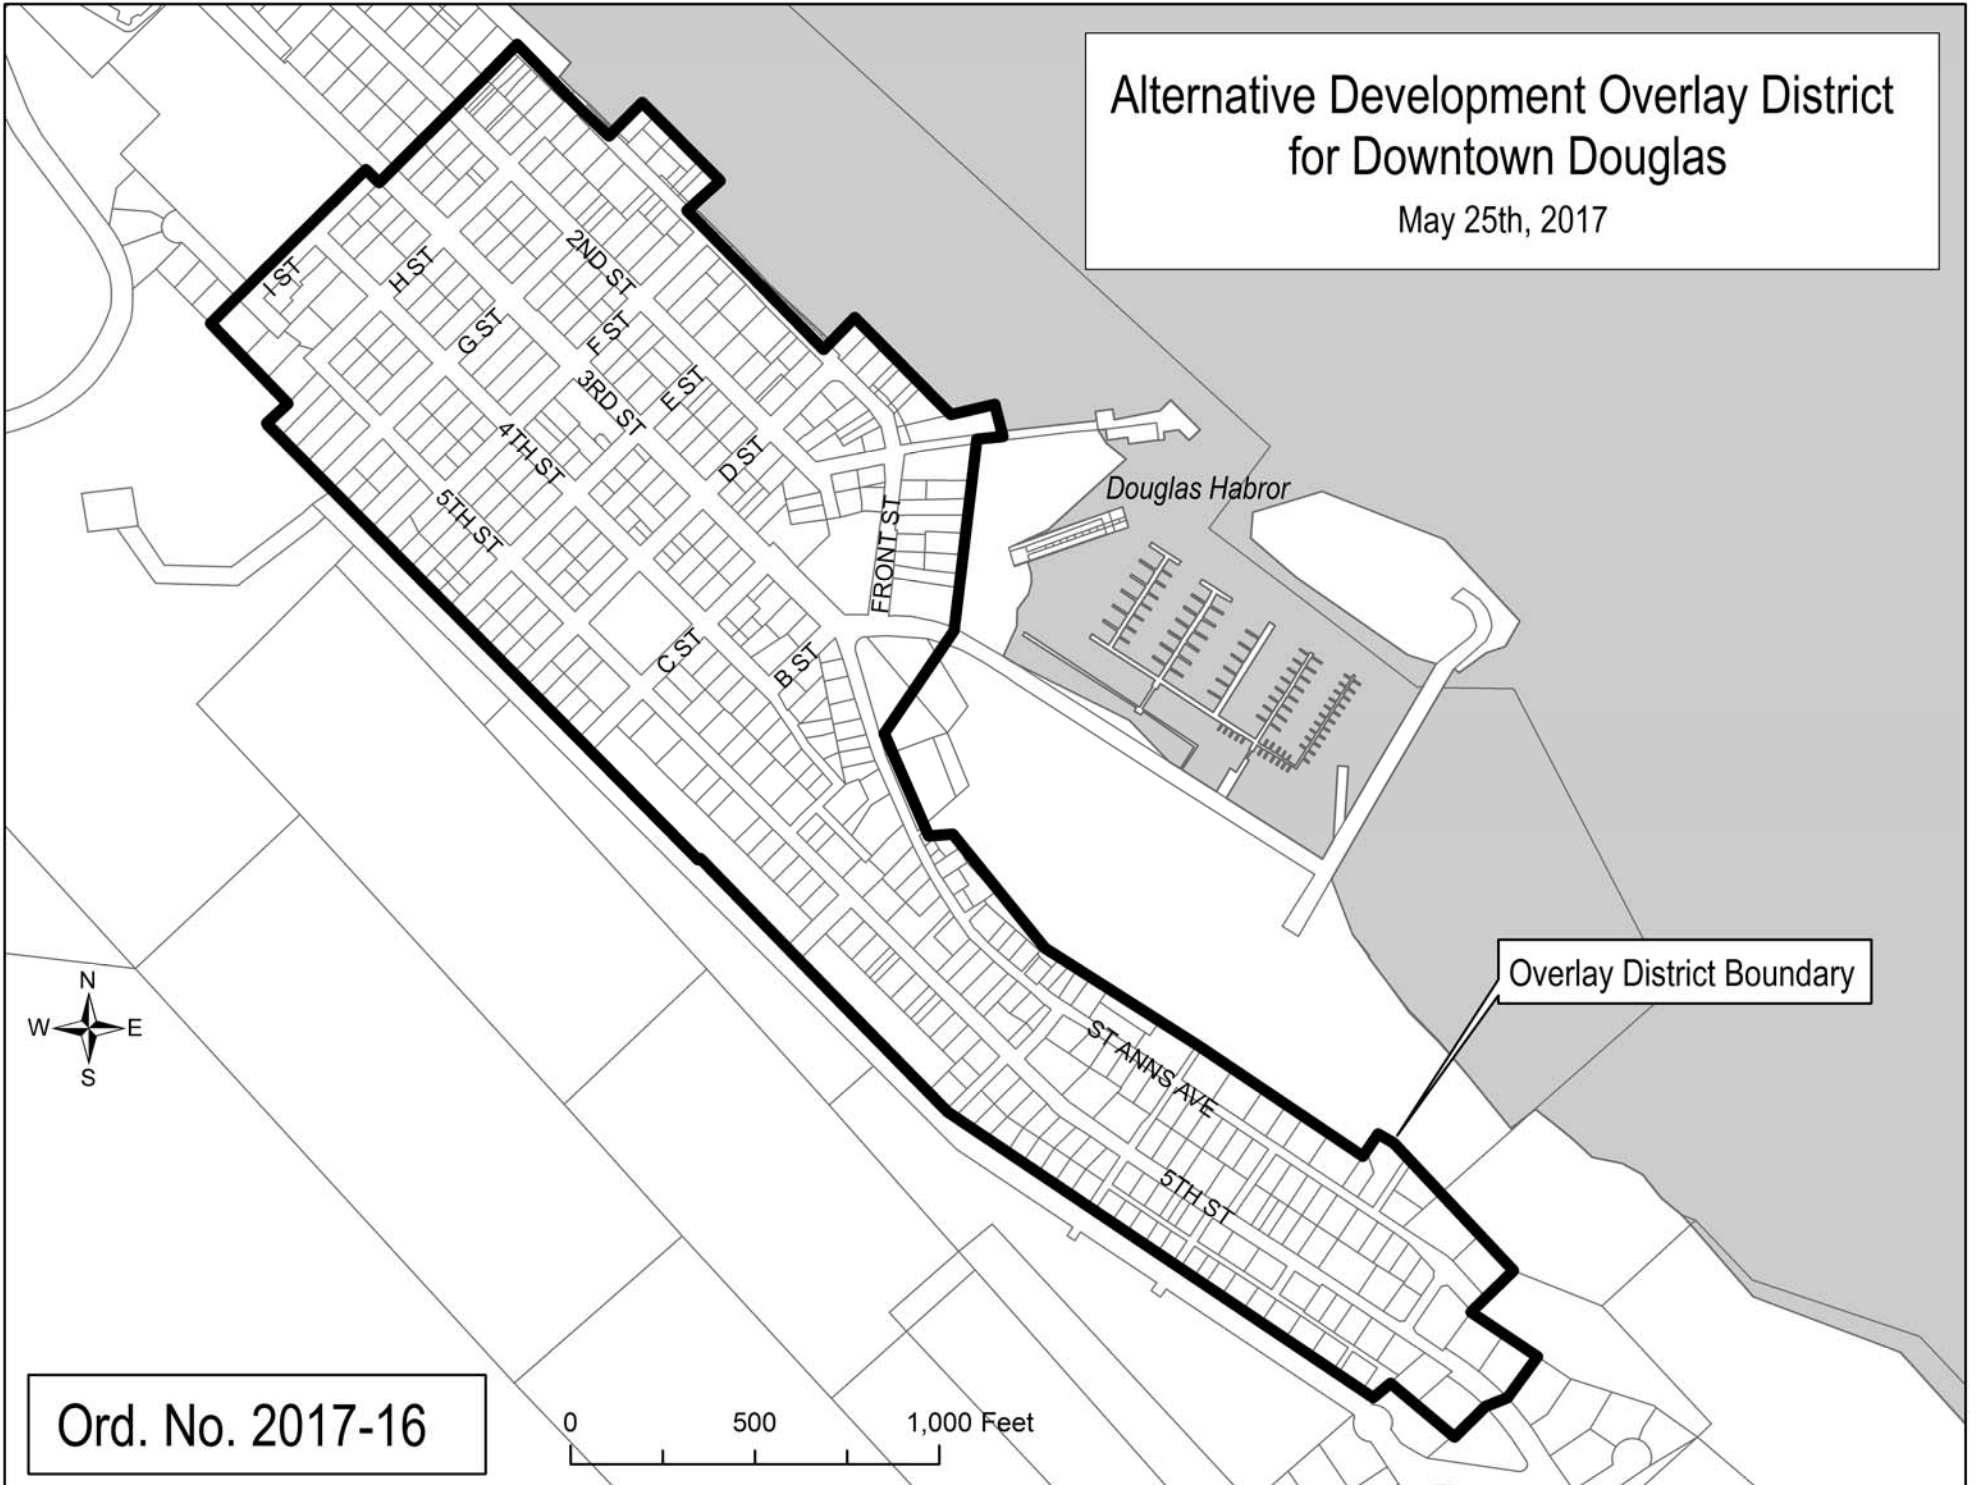 Alternative Development Overlay District
for Downtown Douglas
May 25th, 2017
I ST
H ST
2ND ST
G ST
F ST
3RD ST
E ST
4TH ST
D ST
5TH ST
FRONT ST
Douglas Habror
C ST
B ST
Overlay District Boundary
N
W
E
S
ST ANNS AVE
5TH ST
Ord. No. 2017-16
0
500
1,000 Feet